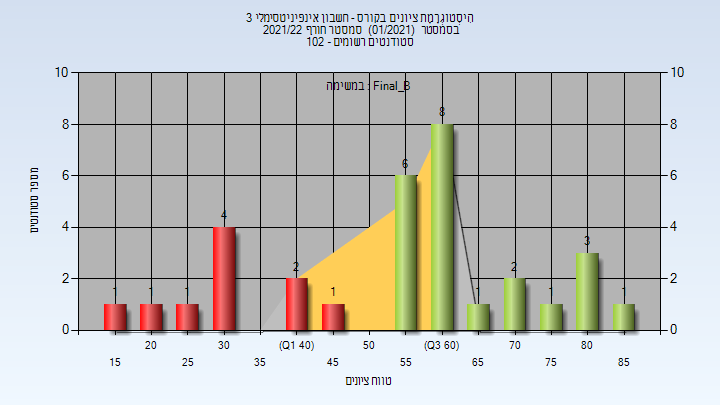 היסטוגרמת ציונים בקורס - חשבון אינפיניטסימלי 3
בסמסטר (01/2021) סמסטר חורף 2021/22
סטודנטים רשומים - 102
במשימה : Final_B
מספר סטודנטים
10 10
8 8
6 6
4 4
2 2
0 0
1 1 1 4 2 1 6 8 1 2 1 3 1
20 30 (Q1 40) 50 (Q3 60) 70 80
15 25 35 45 55 65 75 85
טווח ציונים